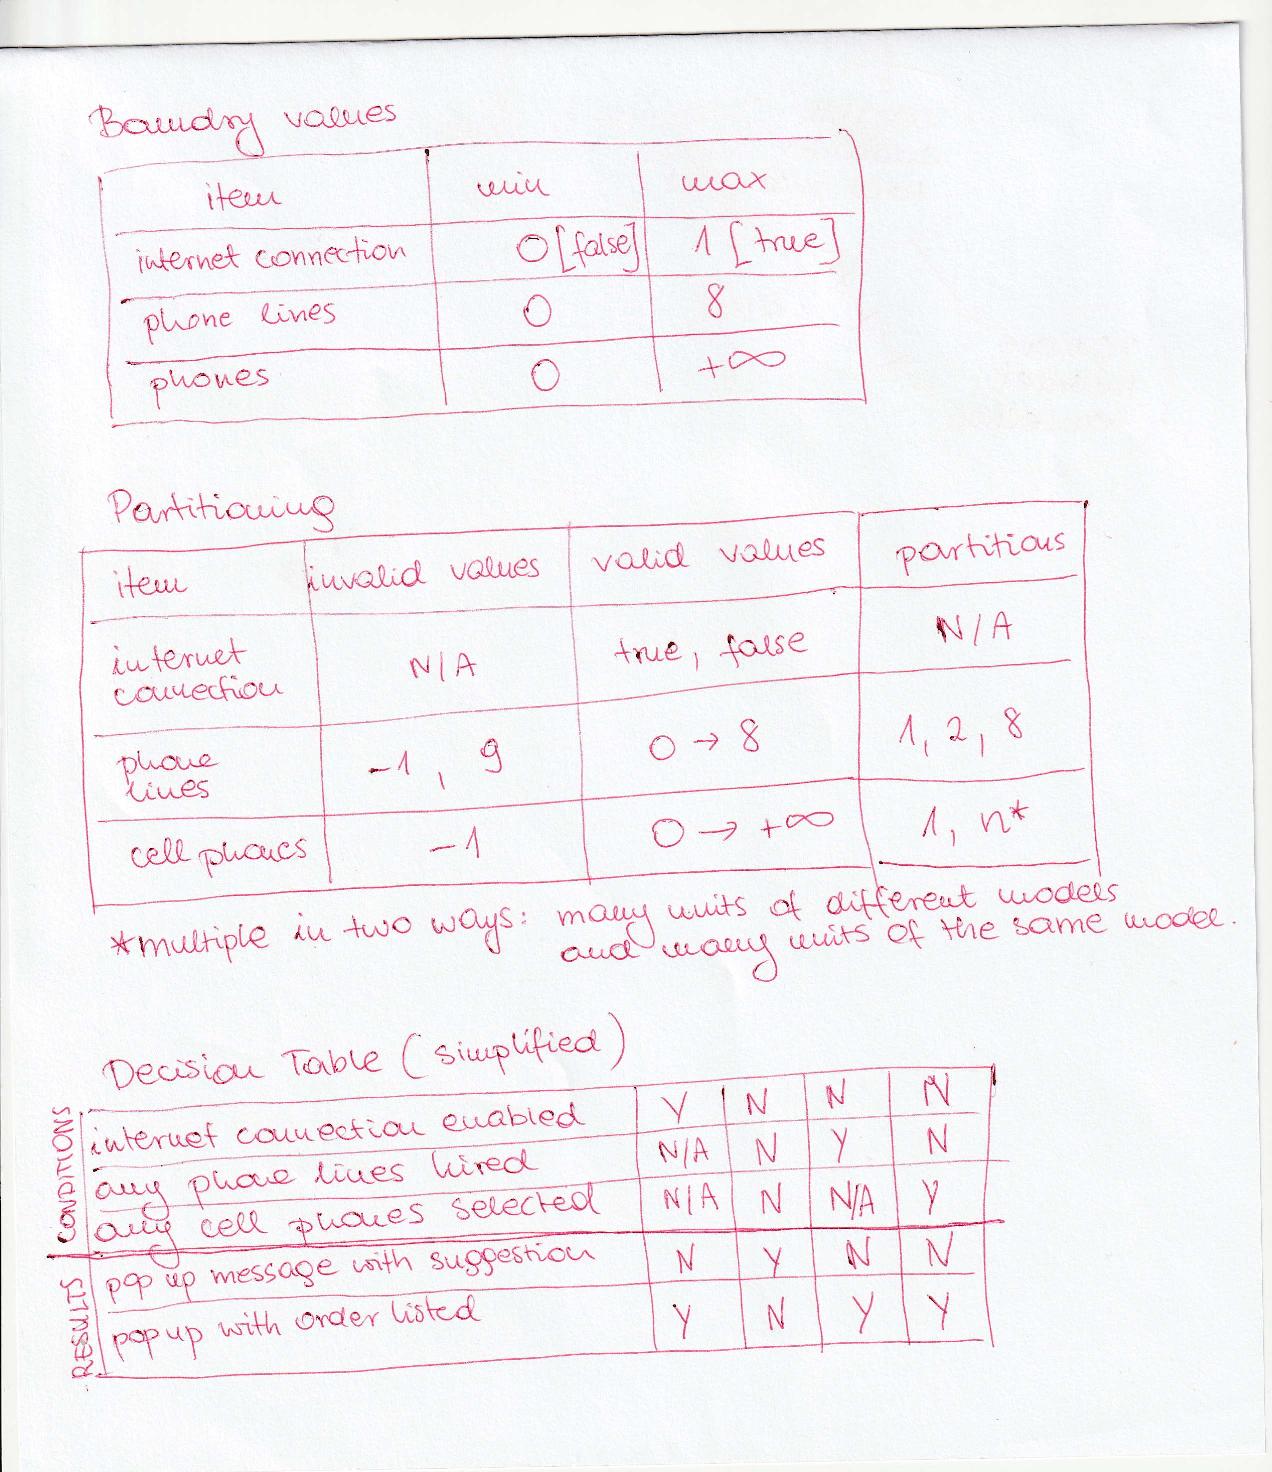 Boundry values
item min max
internet connection 0 [false] 1 [true]
phone lines 0 8
phones 0 +∞
Partitioning
item invalid values valid values partitions
internet
connection N/A true, false N/A
phone
lines -1, 9 0 → 8 1, 2, 8
cell phones -1 0 → +∞ 1, n*
*multiple in two ways: many units of different models
and many units of the same model.
Decision Table (simplified)
CONDITIONS
internet connection enabled Y N N N
any phone lines hired N/A N Y N
any cell phones selected N/A N N/A Y
RESULTS
pop up message with suggestion N Y N N
pop up with order listed Y N Y Y